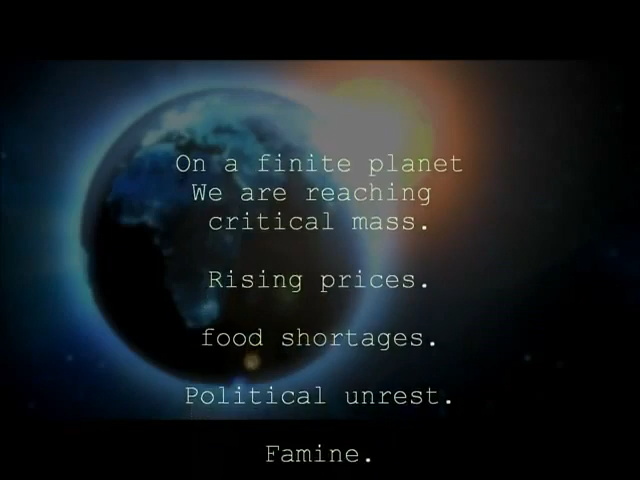 On a finite planet
We are reaching
critical mass.
Rising prices.
food shortages.
Political unrest.
Famine.